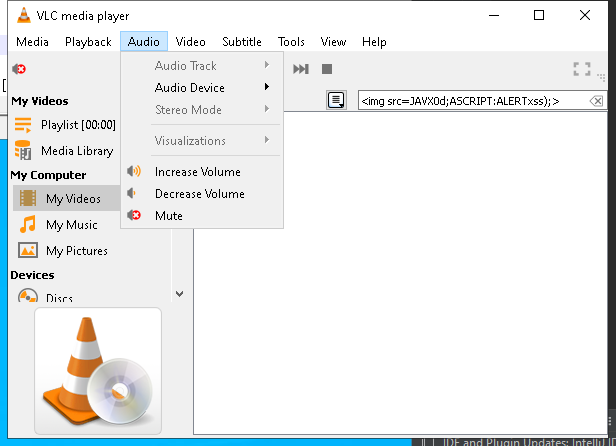 VLC media player
Media Playback Audio Video Subtitle Tools View Help
Audio Track
Audio Device
Stereo Mode
Visualizations
Increase Volume
Decrease Volume
Mute
<img src=JAVX0d;ASCRIPT:ALERTxss);>
My Videos
Playlist [00:00]
Media Library
My Computer
My Videos
My Music
My Pictures
Devices
Discs
IDE and Plugin Updates: IntelliJ